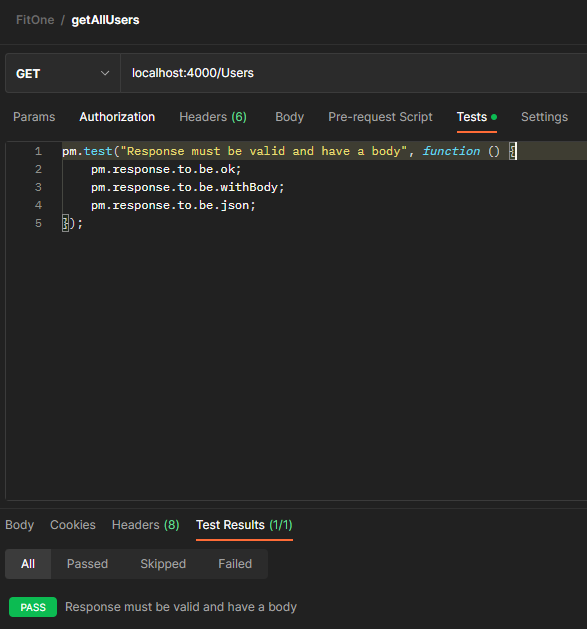 FitOne / getAllUsers
GET localhost:4000/Users
Params Authorization Headers (6) Body Pre-request Script Tests Settings
1 pm.test("Response must be valid and have a body", function () {
2 pm.response.to.be.ok;
3 pm.response.to.be.withBody;
4 pm.response.to.be.json;
5 });
Body Cookies Headers (8) Test Results (1/1)
All Passed Skipped Failed
PASS Response must be valid and have a body